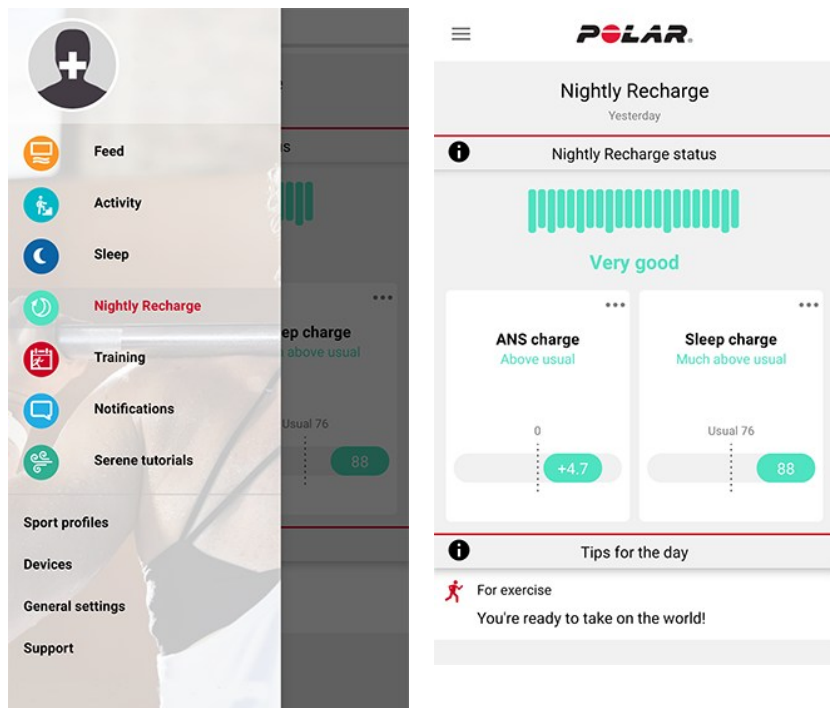 Feed
Activity
Sleep
Nightly Recharge
Training
Notifications
Serene tutorials
Sport profiles
Devices
General settings
Support
s
ep charge
above usual
Usual 76
88
POLAR.
Nightly Recharge
Yesterday
Nightly Recharge status
Very good
ANS charge
Above usual
0
+4.7
Sleep charge
Much above usual
Usual 76
88
Tips for the day
For exercise
You're ready to take on the world!